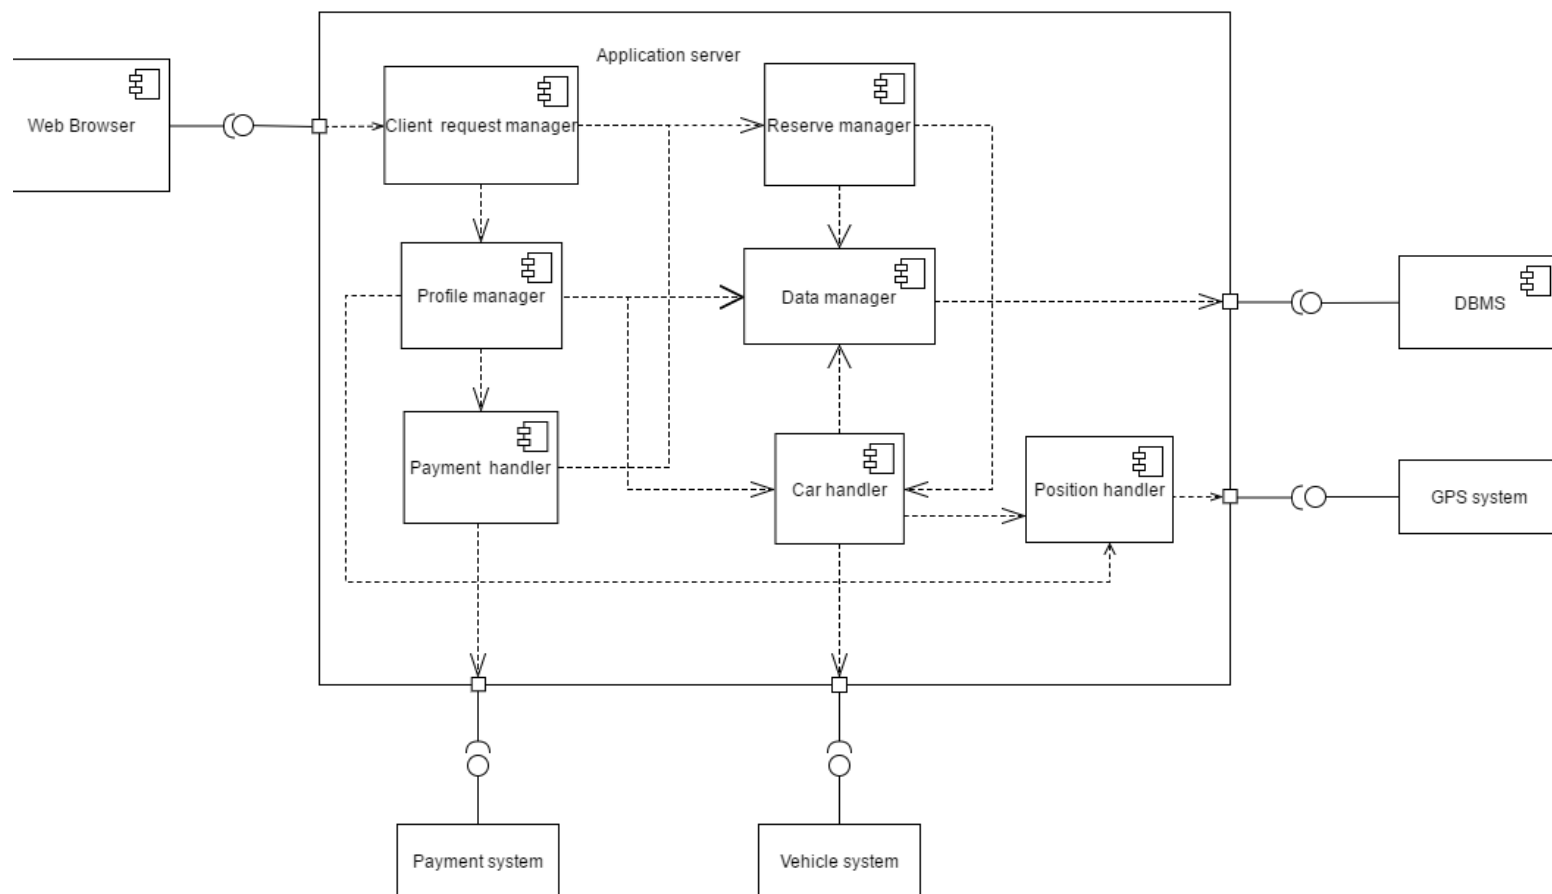 Application server
Web Browser
Client request manager
Reserve manager
Profile manager
Data manager
DBMS
Payment handler
Car handler
Position handler
GPS system
Payment system
Vehicle system